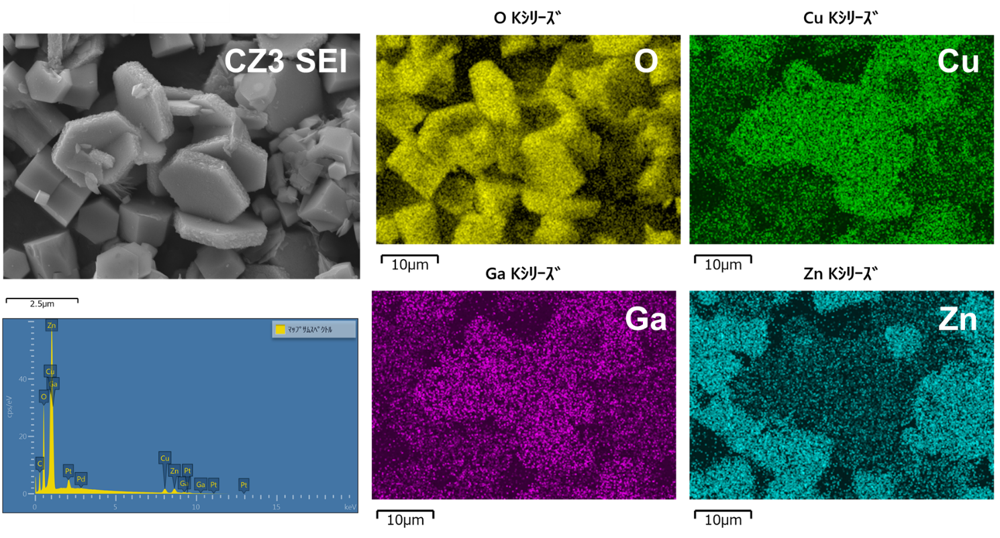 O Kｼﾘｰｽﾞ
Cu Kｼﾘｰｽﾞ
CZ3 SEI
O
Cu
10μm
10μm
Ga Kｼﾘｰｽﾞ
Zn Kｼﾘｰｽﾞ
2.5μm
Ga
Zn
ﾏｯﾌﾟｻﾑｽﾍﾟｸﾄﾙ
Zn
Cu
Ga
O
C
Pt
Pd
Cu
Zn
Pt
Ga
Pt
Pt
cps/eV
40
20
0
0
5
10
15
keV
10μm
10μm